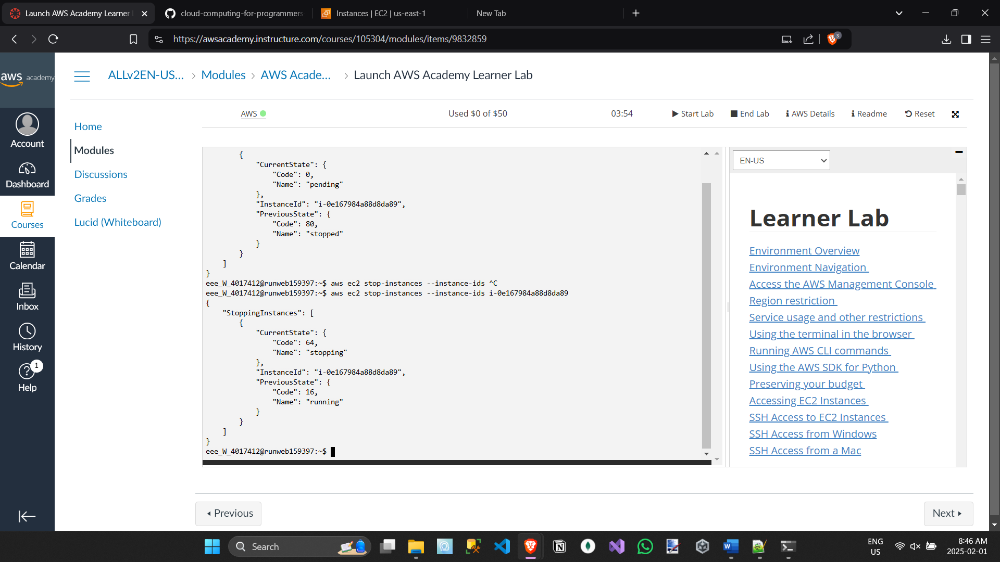 Launch AWS Academy Learner
cloud-computing-for-programmers
Instances | EC2 | us-east-1
New Tab
https://awsacademy.instructure.com/courses/105304/modules/items/9832859
3
aws academy
Account
Dashboard
Courses
Calendar
Inbox
History
1
Help
ALLv2EN-US...
Modules
AWS Acade...
Launch AWS Academy Learner Lab
Home
Modules
Discussions
Grades
Lucid (Whiteboard)
AWS
Used $0 of $50
03:54
Start Lab
End Lab
AWS Details
Readme
Reset
{
"CurrentState": {
"Code": 0,
"Name": "pending"
},
"InstanceId": "i-0e167984a88d8da89",
"PreviousState": {
"Code": 80,
"Name": "stopped"
}
}
]
}
eee_W_4017412@runweb159397:~$ aws ec2 stop-instances --instance-ids ^C
eee_W_4017412@runweb159397:~$ aws ec2 stop-instances --instance-ids i-0e167984a88d8da89
{
"StoppingInstances": [
{
"CurrentState": {
"Code": 64,
"Name": "stopping"
},
"InstanceId": "i-0e167984a88d8da89",
"PreviousState": {
"Code": 16,
"Name": "running"
}
}
]
}
eee_W_4017412@runweb159397:~$
EN-US
Learner Lab
Environment Overview
Environment Navigation
Access the AWS Management Console
Region restriction
Service usage and other restrictions
Using the terminal in the browser
Running AWS CLI commands
Using the AWS SDK for Python
Preserving your budget
Accessing EC2 Instances
SSH Access to EC2 Instances
SSH Access from Windows
SSH Access from a Mac
Previous
Next
Search
ENG
US
8:46 AM
2025-02-01